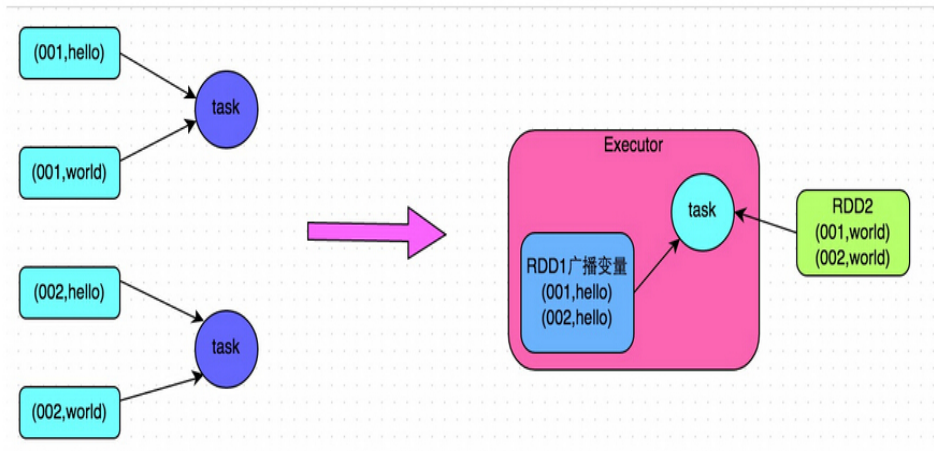 (001,hello)
task
(001,world)
(002,hello)
task
(002,world)
Executor
task
RDD1广播变量
(001,hello)
(002,hello)
RDD2
(001,world)
(002,world)